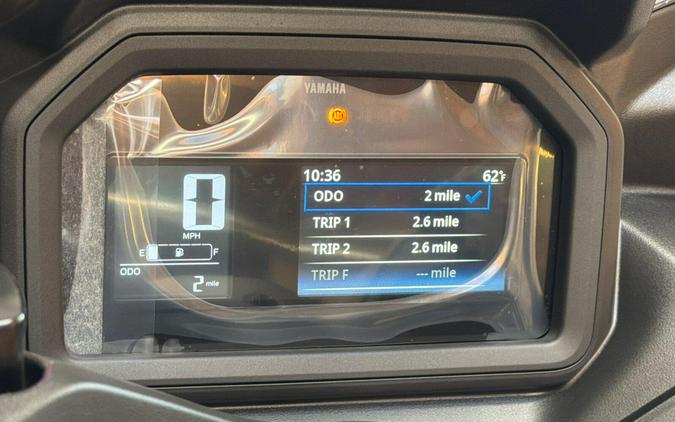 YAMAHA
ABS
10:36 62°F
ODO 2 mile
TRIP 1 2.6 mile
TRIP 2 2.6 mile
TRIP F --- mile
0
MPH
E F
ODO
2 mile